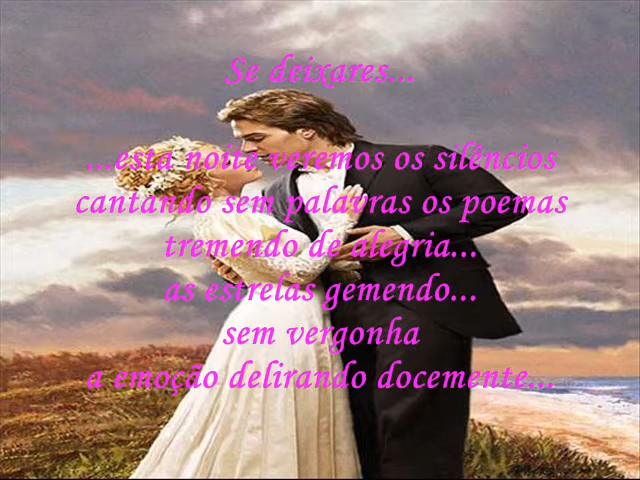 Se deixares...
...esta noite veremos os silêncios
cantando sem palavras os poemas
tremendo de alegria...
as estrelas gemendo...
sem vergonha
a emoção delirando docemente...